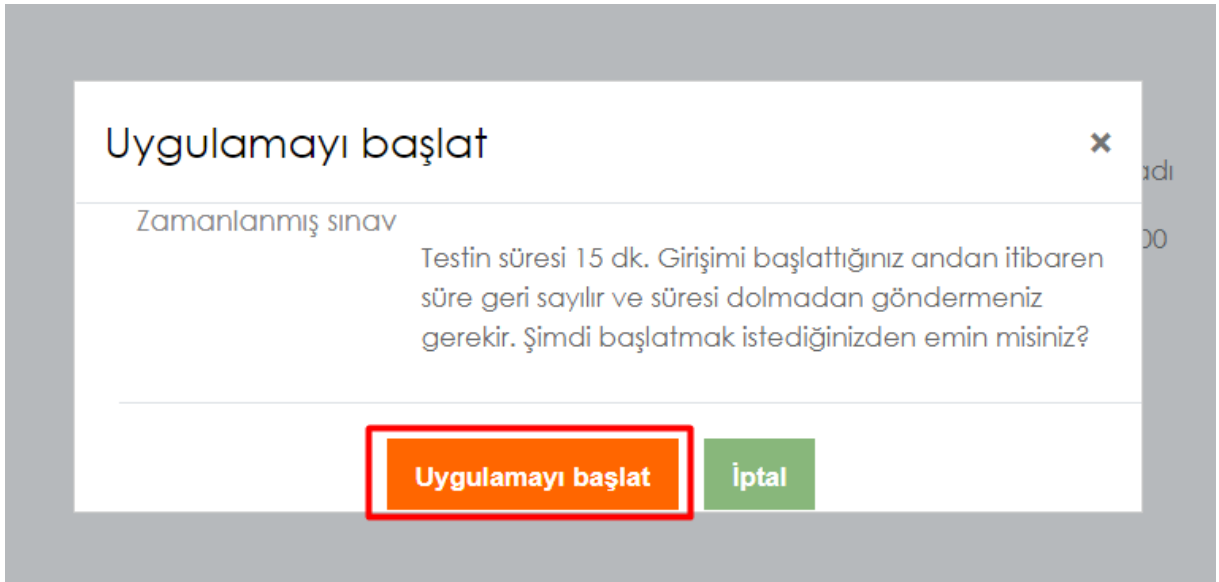 Uygulamayı başlat
×
adı
Zamanlanmış sınav
00
Testin süresi 15 dk. Girişimi başlattığınız andan itibaren
süre geri sayılır ve süresi dolmadan göndermeniz
gerekir. Şimdi başlatmak istediğinizden emin misiniz?
Uygulamayı başlat
İptal